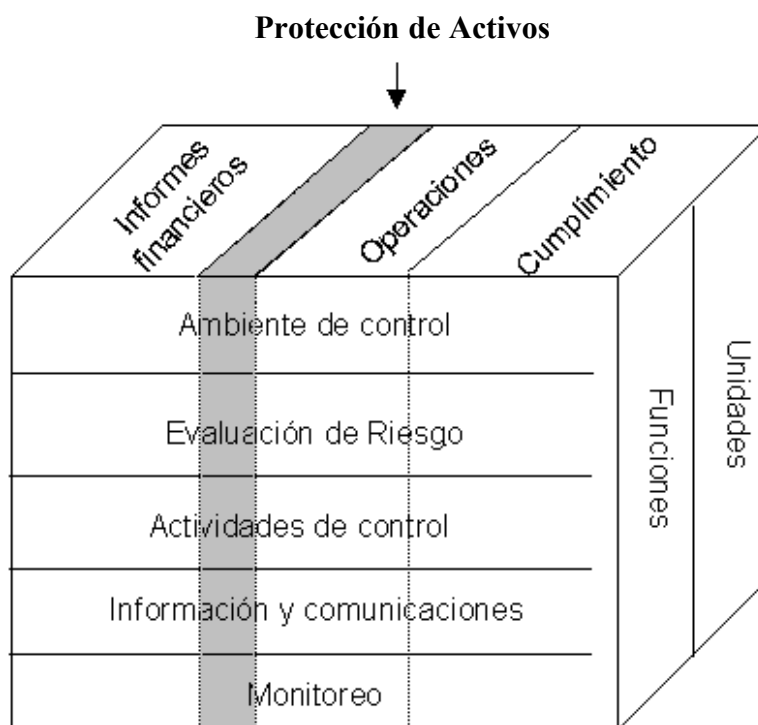 Protección de Activos
Informes
financieros
Operaciones
Cumplimiento
Ambiente de control
Evaluación de Riesgo
Actividades de control
Información y comunicaciones
Monitoreo
Funciones
Unidades